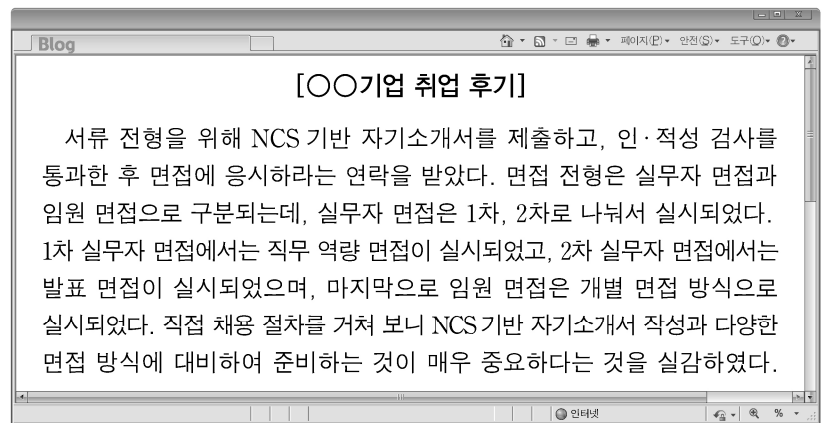 Blog
페이지(P) 안전(S) 도구(O)
[○○기업 취업 후기]
서류 전형을 위해 NCS 기반 자기소개서를 제출하고, 인·적성 검사를
통과한 후 면접에 응시하라는 연락을 받았다. 면접 전형은 실무자 면접과
임원 면접으로 구분되는데, 실무자 면접은 1차, 2차로 나눠서 실시되었다.
1차 실무자 면접에서는 직무 역량 면접이 실시되었고, 2차 실무자 면접에서는
발표 면접이 실시되었으며, 마지막으로 임원 면접은 개별 면접 방식으로
실시되었다. 직접 채용 절차를 거쳐 보니 NCS 기반 자기소개서 작성과 다양한
면접 방식에 대비하여 준비하는 것이 매우 중요하다는 것을 실감하였다.
인터넷 %